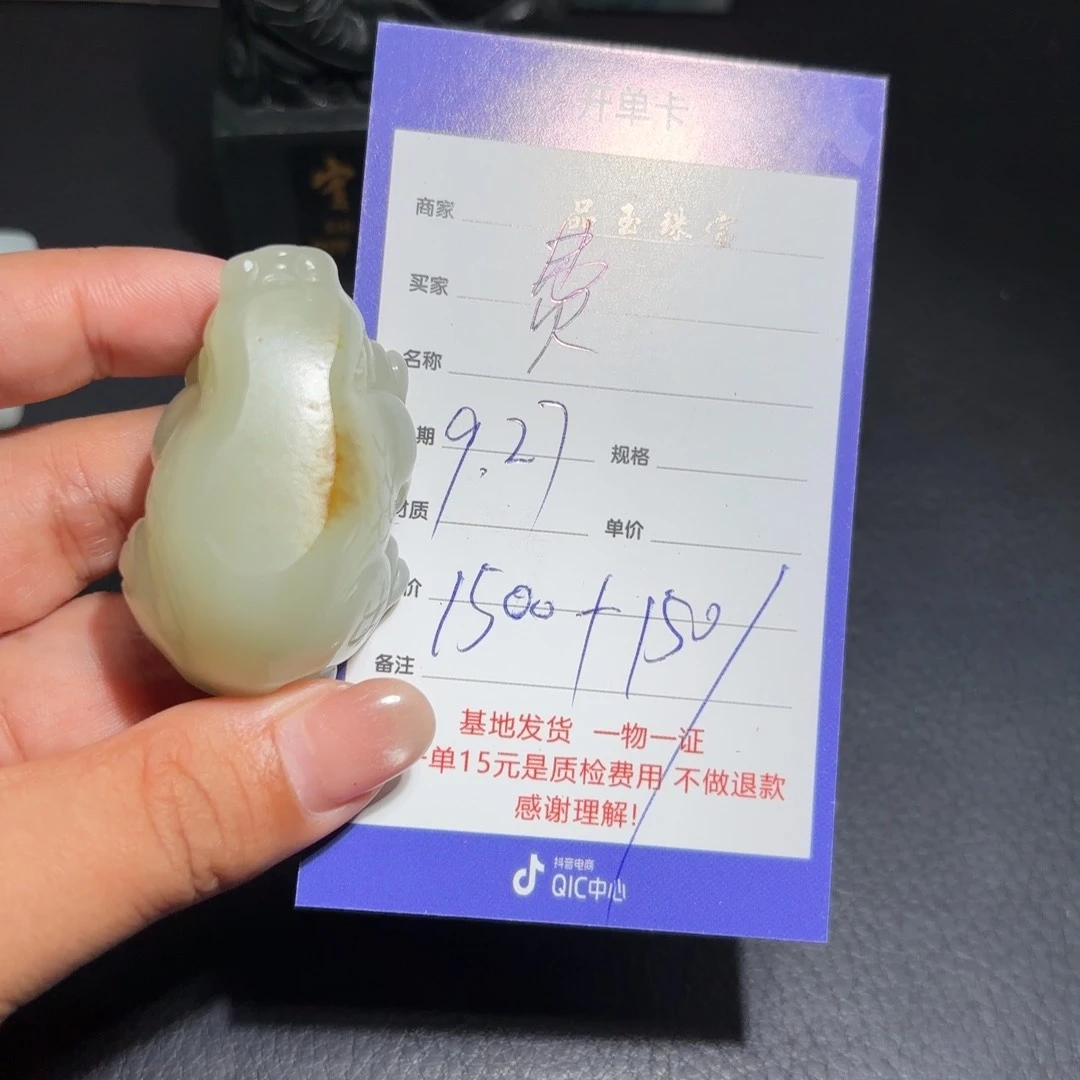 开单卡
商家 品玉珠宝
买家 费
名称
期 9.27 规格
材质 单价
价 1500+150/
备注
基地发货 一物一证
一单15元是质检费用 不做退款
感谢理解!
抖音电商
QIC中心